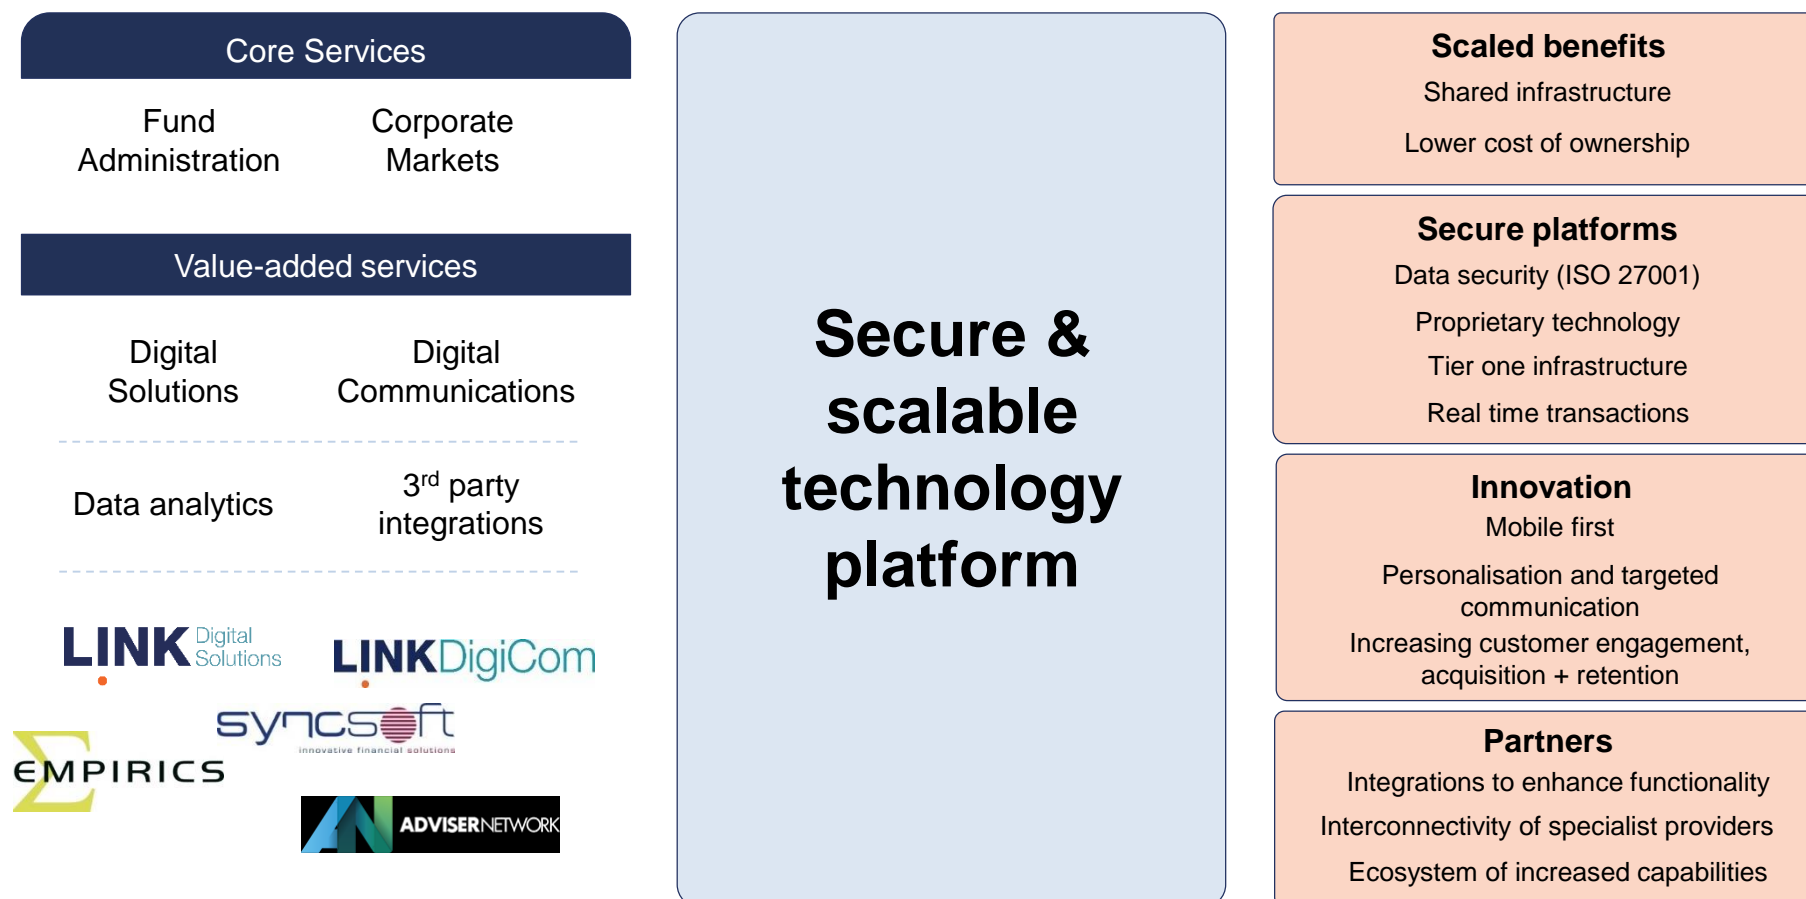 Core Services
Fund
Administration
Corporate
Markets
Value-added services
Digital
Solutions
Digital
Communications
Data analytics
3rd party
integrations
LINK Digital
Solutions
LINKDigiCom
syncsoft
innovative financial solutions
EMPIRICS
AN ADVISERNETWORK
Secure &
scalable
technology
platform
Scaled benefits
Shared infrastructure
Lower cost of ownership
Secure platforms
Data security (ISO 27001)
Proprietary technology
Tier one infrastructure
Real time transactions
Innovation
Mobile first
Personalisation and targeted
communication
Increasing customer engagement,
acquisition + retention
Partners
Integrations to enhance functionality
Interconnectivity of specialist providers
Ecosystem of increased capabilities